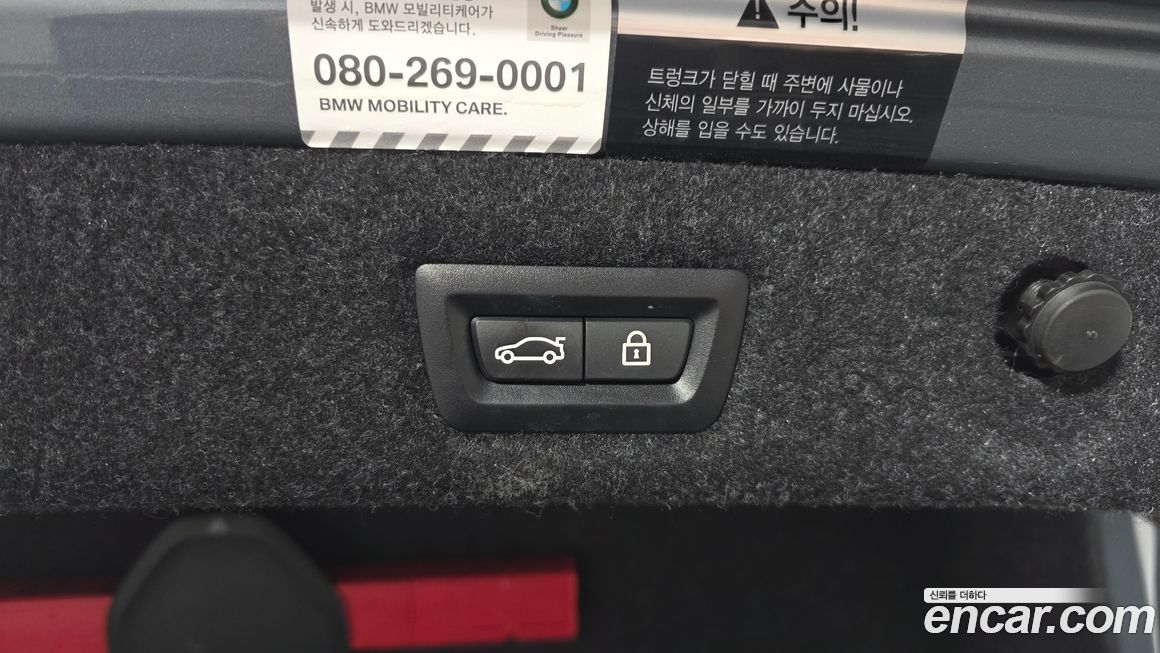 발생 시, BMW 모빌리티케어가
신속하게 도와드리겠습니다.
Sheer
Driving Pleasure
080-269-0001
BMW MOBILITY CARE.
주의!
트렁크가 닫힐 때 주변에 사물이나
신체의 일부를 가까이 두지 마십시오.
상해를 입을 수도 있습니다.
신뢰를 더하다
encar.com